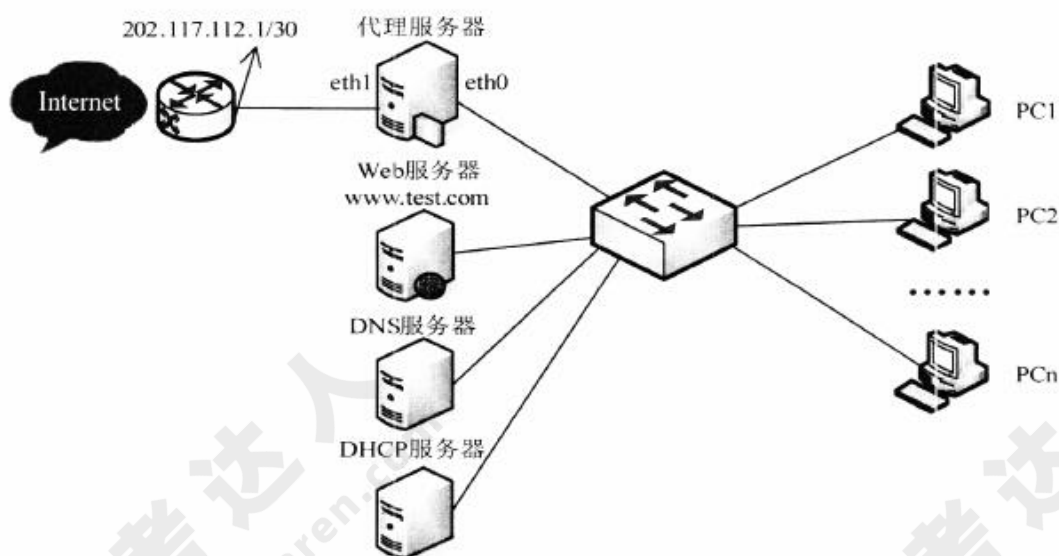 202.117.112.1/30
代理服务器
Internet
eth1
eth0
PC1
Web服务器
www.test.com
PC2
DNS服务器
PCn
DHCP服务器